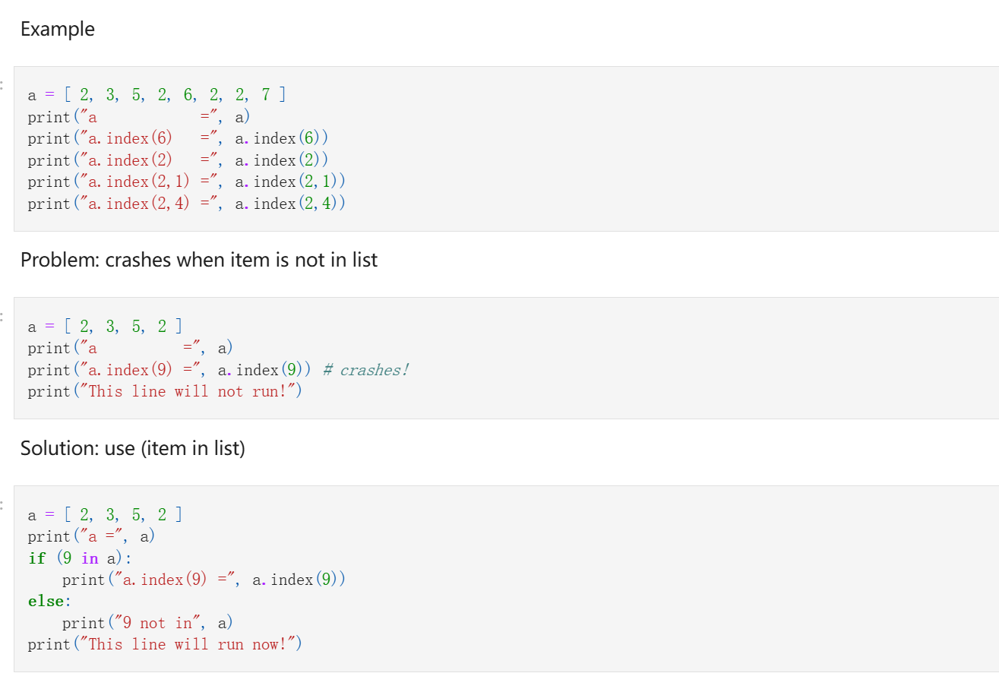 Example
a = [ 2, 3, 5, 2, 6, 2, 2, 7 ]
print("a            =", a)
print("a.index(6)   =", a.index(6))
print("a.index(2)   =", a.index(2))
print("a.index(2,1) =", a.index(2,1))
print("a.index(2,4) =", a.index(2,4))
Problem: crashes when item is not in list
a = [ 2, 3, 5, 2 ]
print("a          =", a)
print("a.index(9) =", a.index(9)) # crashes!
print("This line will not run!")
Solution: use (item in list)
a = [ 2, 3, 5, 2 ]
print("a =", a)
if (9 in a):
    print("a.index(9) =", a.index(9))
else:
    print("9 not in", a)
print("This line will run now!")